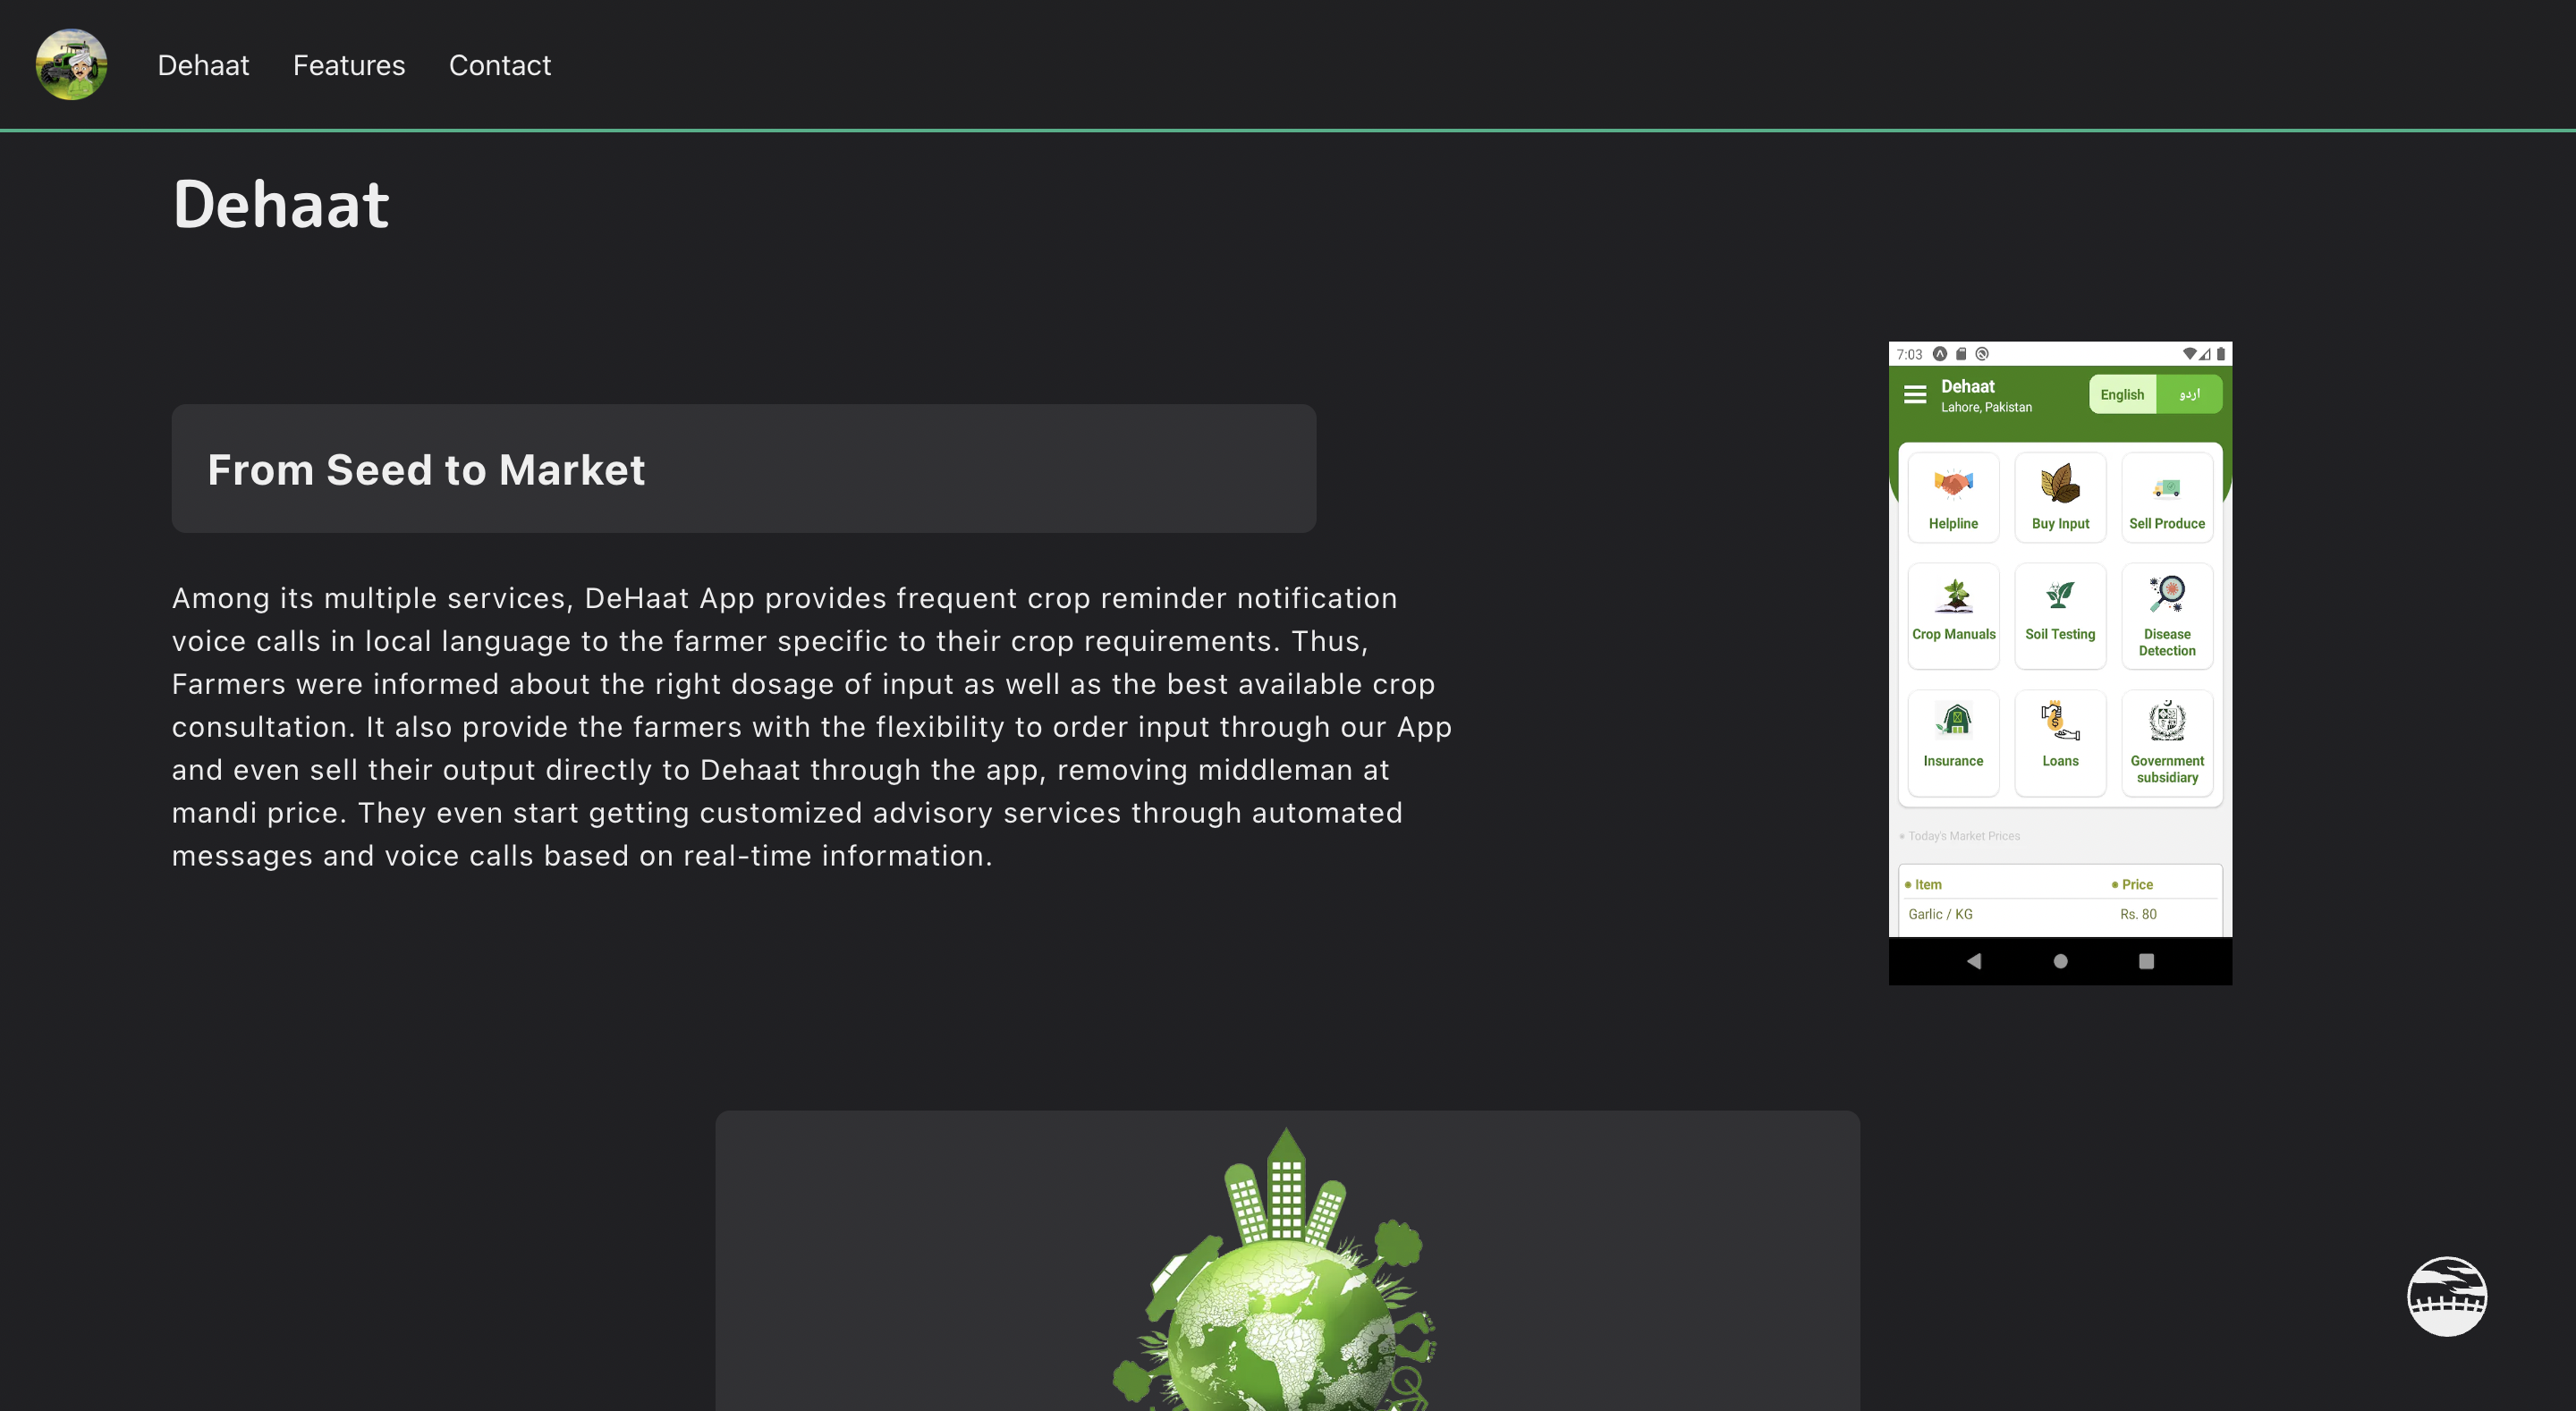 Dehaat Features Contact
Dehaat
From Seed to Market
Among its multiple services, DeHaat App provides frequent crop reminder notification
voice calls in local language to the farmer specific to their crop requirements. Thus,
Farmers were informed about the right dosage of input as well as the best available crop
consultation. It also provide the farmers with the flexibility to order input through our App
and even sell their output directly to Dehaat through the app, removing middleman at
mandi price. They even start getting customized advisory services through automated
messages and voice calls based on real-time information.
7:03
Dehaat
Lahore, Pakistan
English اردو
Helpline Buy Input Sell Produce
Crop Manuals Soil Testing Disease
Detection
Insurance Loans Government
subsidiary
Today's Market Prices
Item Price
Garlic / KG Rs. 80